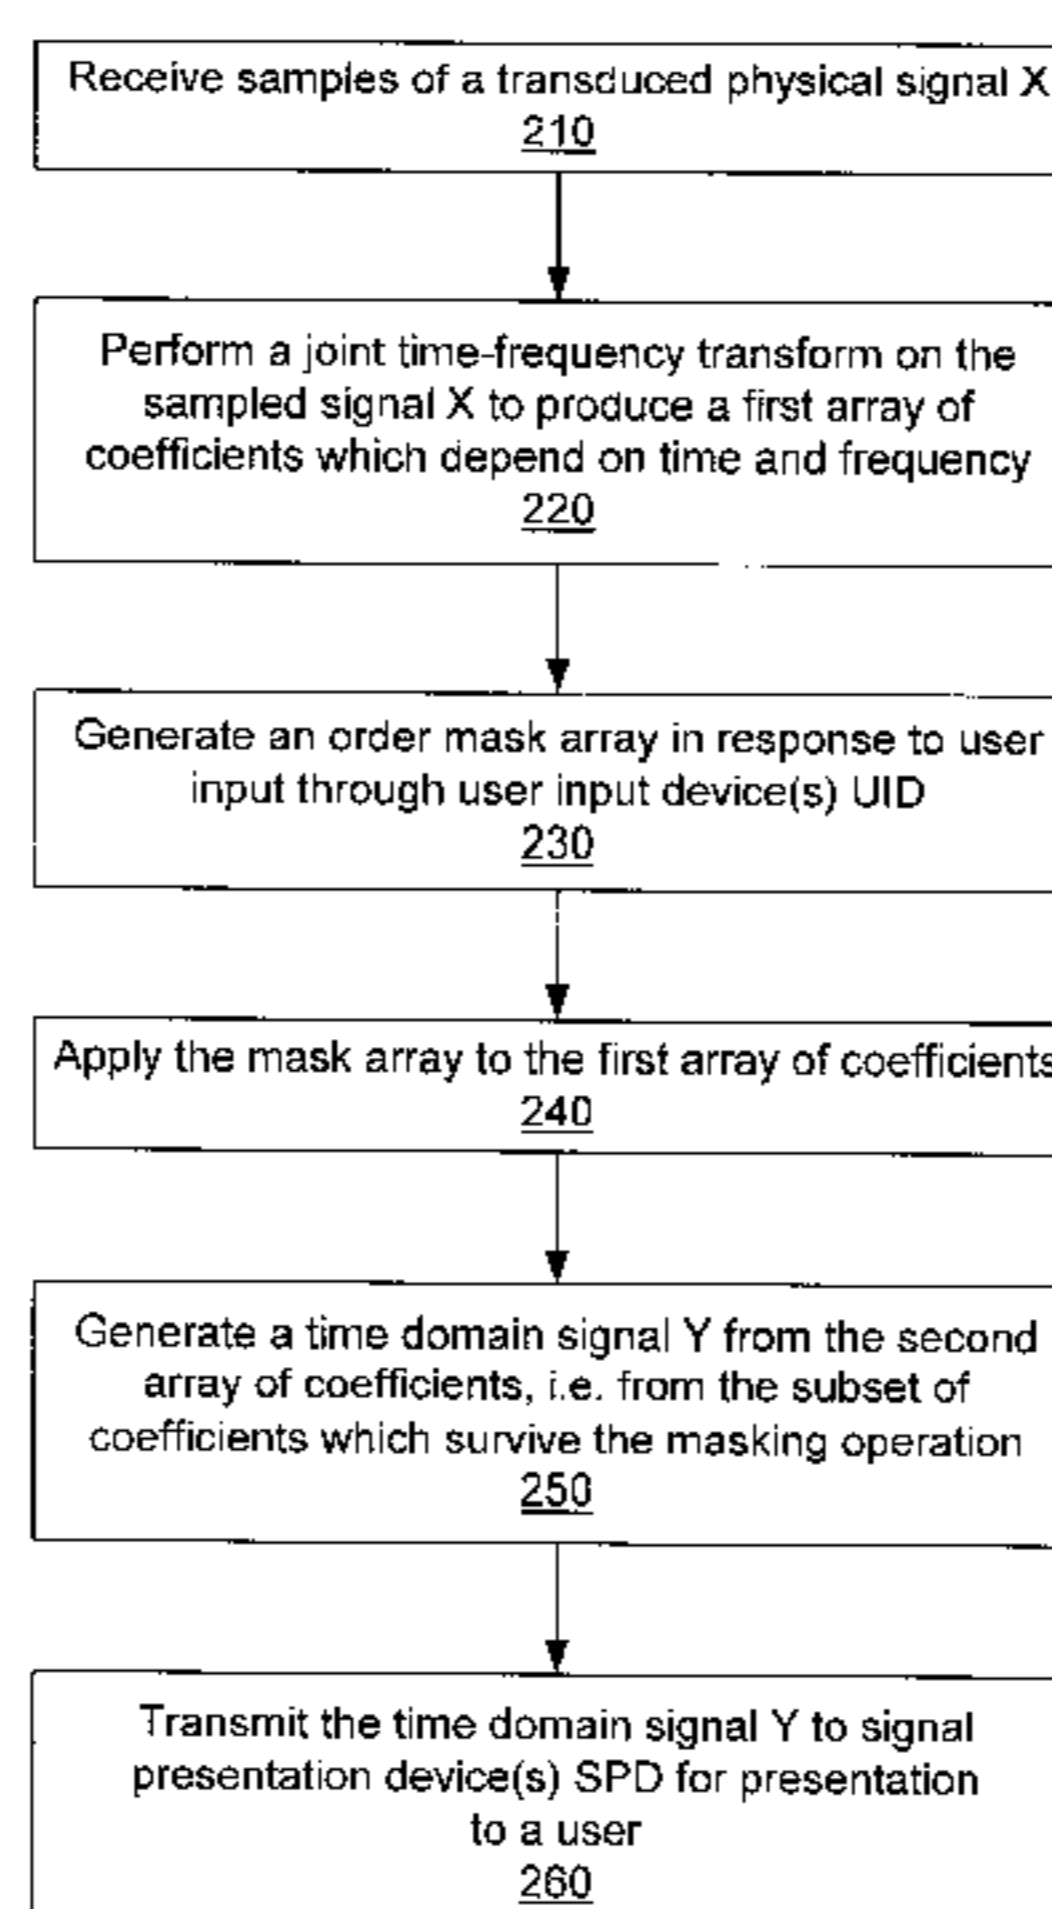 Receive samples of a transduced physical signal X
210
Perform a joint time-frequency transform on the
sampled signal X to produce a first array of
coefficients which depend on time and frequency
220
Generate an order mask array in response to user
input through user input device(s) UID
230
Apply the mask array to the first array of coefficients
240
Generate a time domain signal Y from the second
array of coefficients, i.e. from the subset of
coefficients which survive the masking operation
250
Transmit the time domain signal Y to signal
presentation device(s) SPD for presentation
to a user
260